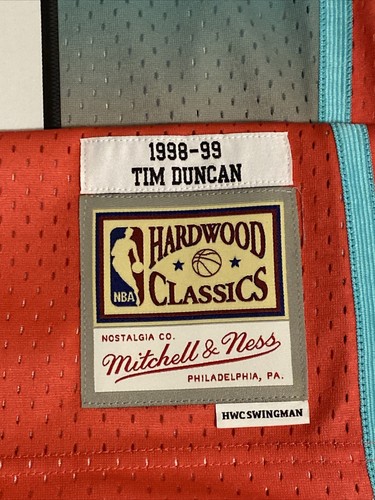 1998-99
TIM DUNCAN
HARDWOOD
NBA
CLASSICS
NOSTALGIA CO.
Mitchell & Ness
PHILADELPHIA, PA.
HWC SWINGMAN